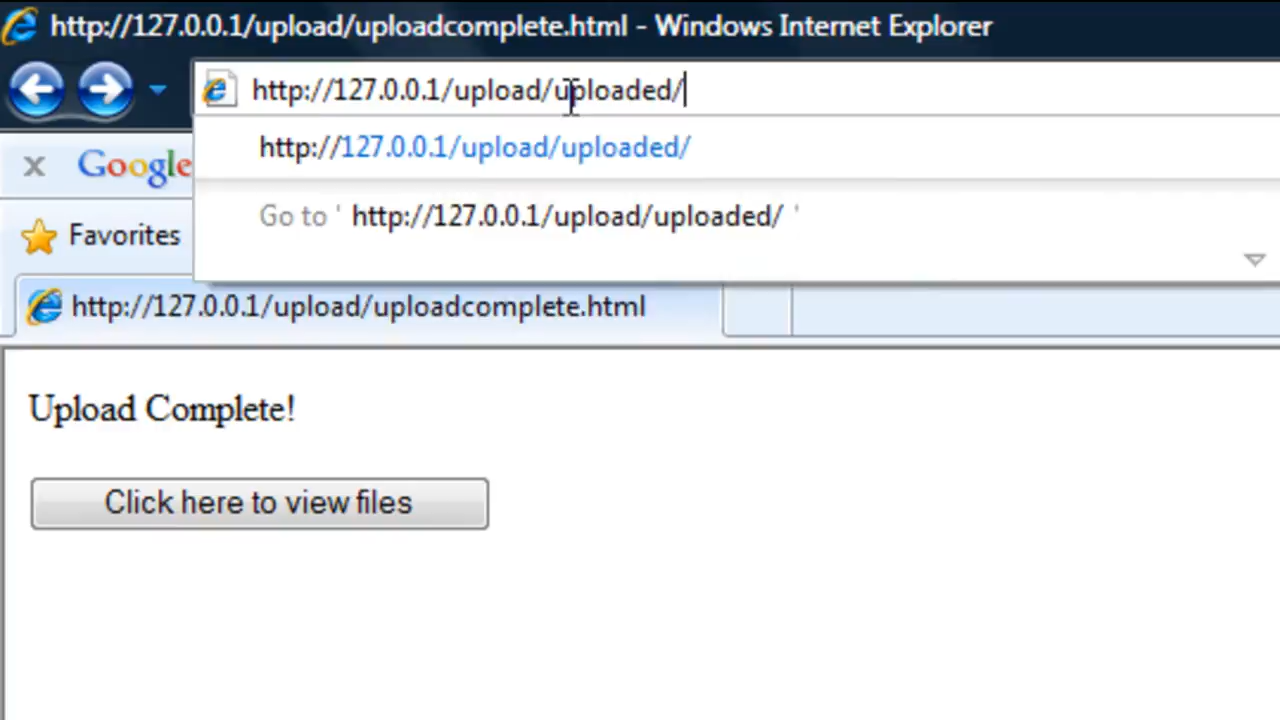 http://127.0.0.1/upload/uploadcomplete.html - Windows Internet Explorer
http://127.0.0.1/upload/uploaded/
http://127.0.0.1/upload/uploaded/
Google
Go to ' http://127.0.0.1/upload/uploaded/ '
Favorites
http://127.0.0.1/upload/uploadcomplete.html
Upload Complete!
Click here to view files